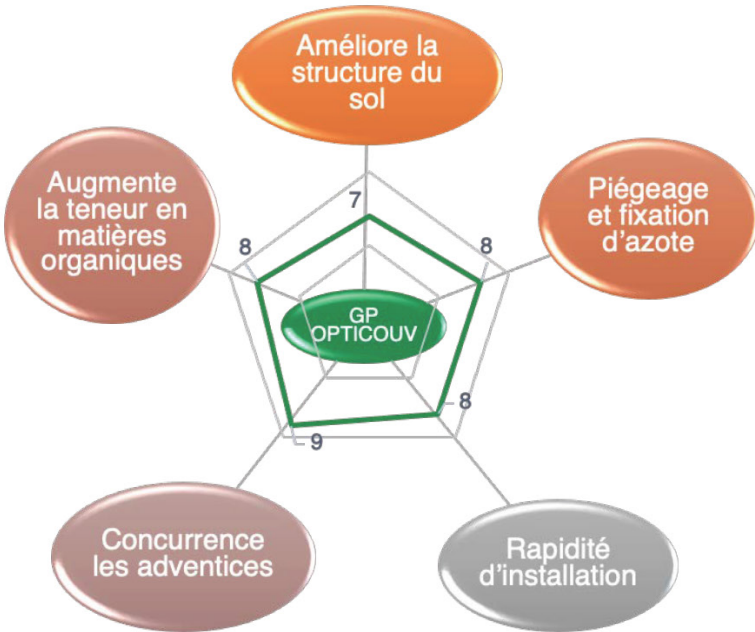 Améliore la
structure du
sol
Augmente
la teneur en
matières
organiques
Piégeage
et fixation
d'azote
7
8
8
GP
OPTICOUV
8
9
Concurrence
les adventices
Rapidité
d'installation